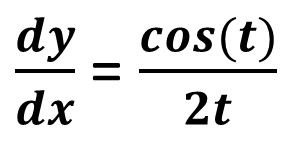 dy/dx = cos(t)/2t